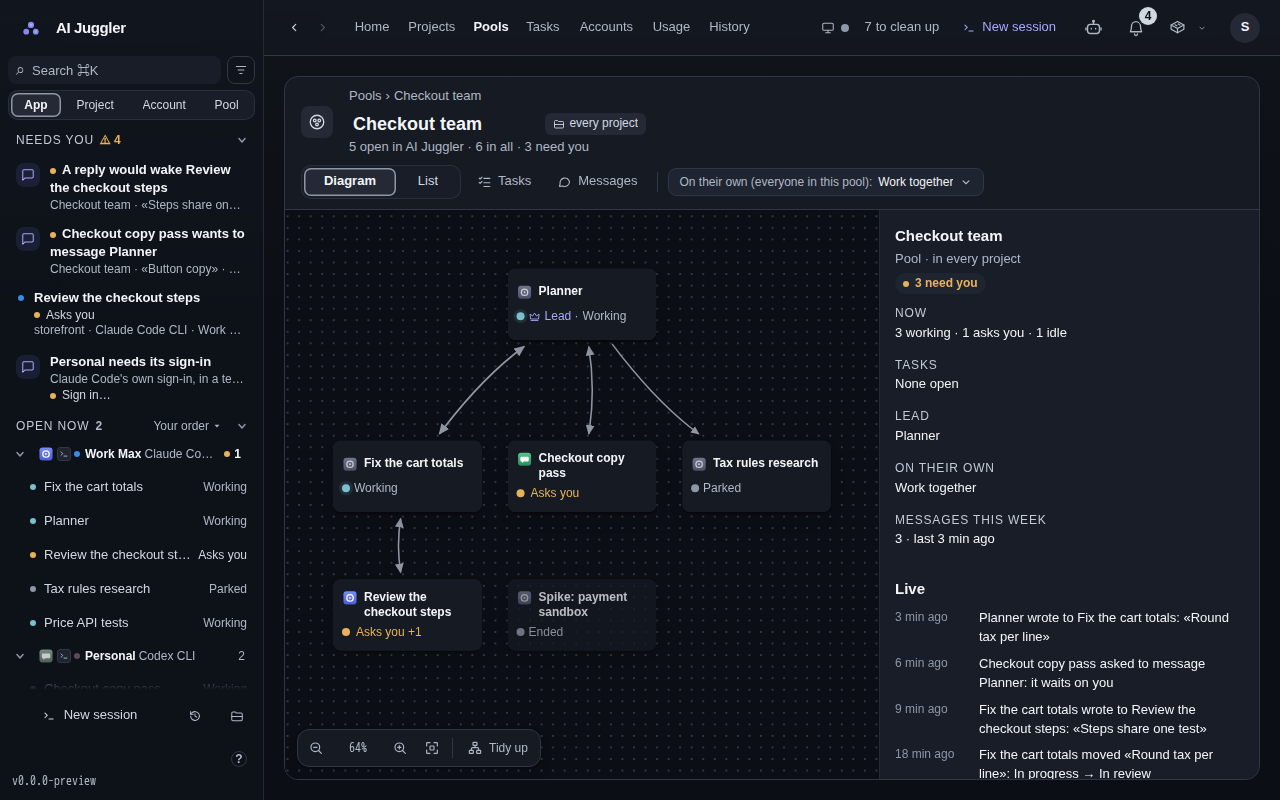 AI Juggler
Search ⌘K
App Project Account Pool
NEEDS YOU 4
A reply would wake Review
the checkout steps
Checkout team · «Steps share on…
Checkout copy pass wants to
message Planner
Checkout team · «Button copy» · …
Review the checkout steps
Asks you
storefront · Claude Code CLI · Work …
Personal needs its sign-in
Claude Code's own sign-in, in a te…
Sign in…
OPEN NOW 2 Your order
Work Max Claude Co… 1
Fix the cart totals Working
Planner Working
Review the checkout st… Asks you
Tax rules research Parked
Price API tests Working
Personal Codex CLI 2
Checkout copy pass Working
New session
?
v0.0.0-preview
Home Projects Pools Tasks Accounts Usage History
7 to clean up
New session
4
S
Pools › Checkout team
Checkout team every project
5 open in AI Juggler · 6 in all · 3 need you
Diagram List Tasks Messages
On their own (everyone in this pool): Work together
Planner
Lead · Working
Fix the cart totals
Working
Checkout copy
pass
Asks you
Tax rules research
Parked
Review the
checkout steps
Asks you +1
Spike: payment
sandbox
Ended
64%
Tidy up
Checkout team
Pool · in every project
3 need you
NOW
3 working · 1 asks you · 1 idle
TASKS
None open
LEAD
Planner
ON THEIR OWN
Work together
MESSAGES THIS WEEK
3 · last 3 min ago
Live
3 min ago Planner wrote to Fix the cart totals: «Round
tax per line»
6 min ago Checkout copy pass asked to message
Planner: it waits on you
9 min ago Fix the cart totals wrote to Review the
checkout steps: «Steps share one test»
18 min ago Fix the cart totals moved «Round tax per
line»: In progress → In review